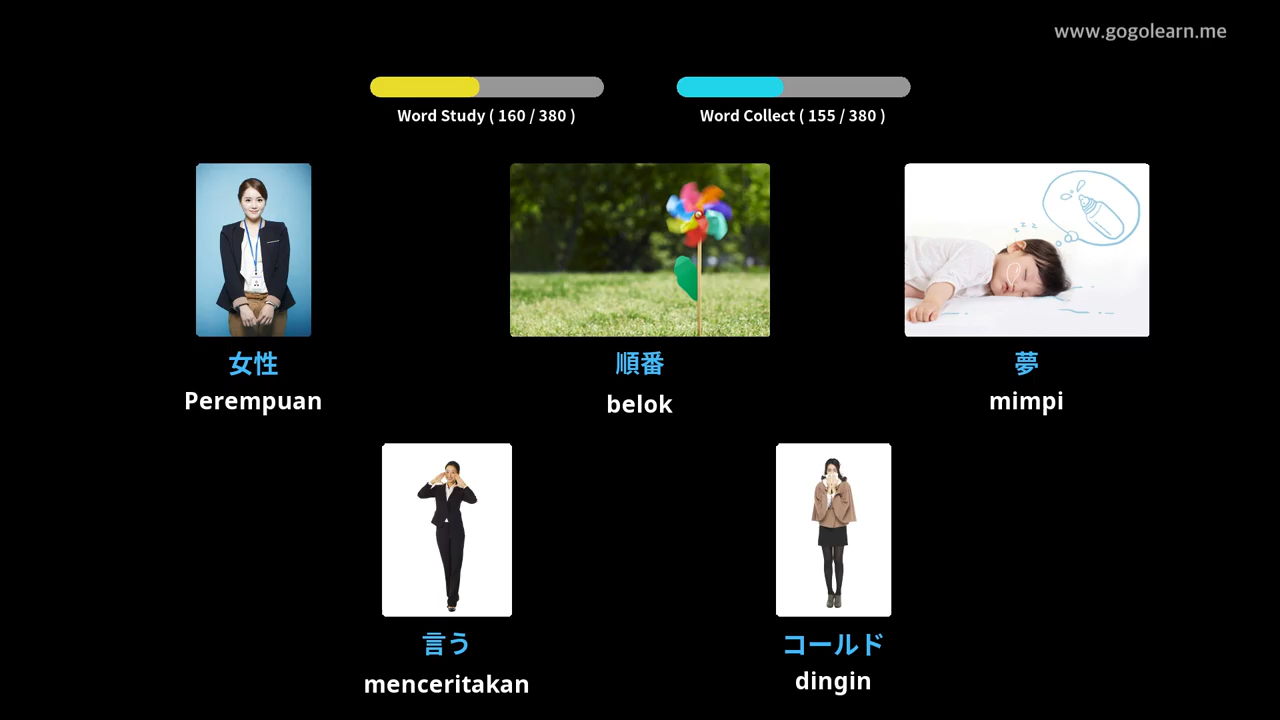 www.gogolearn.me
Word Study ( 160 / 380 )
Word Collect ( 155 / 380 )
女性
Perempuan
順番
belok
夢
mimpi
言う
menceritakan
コールド
dingin